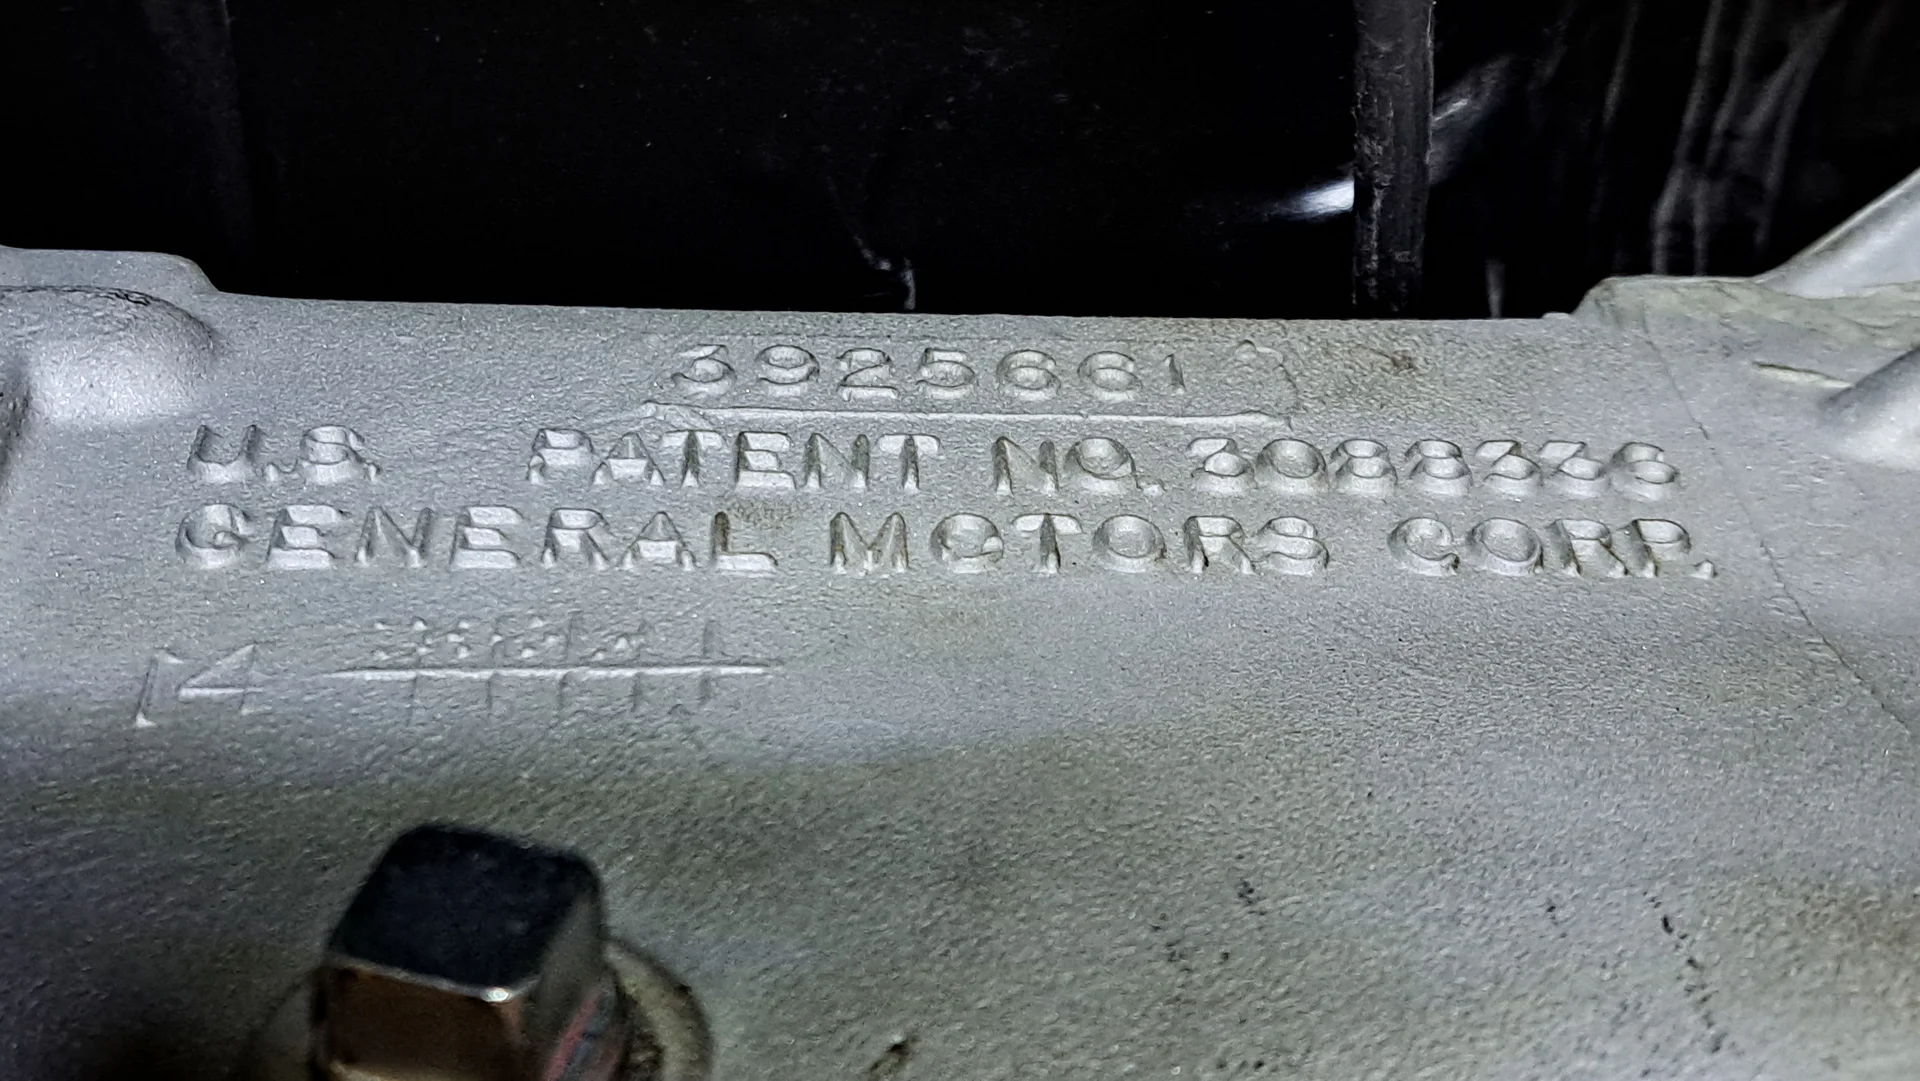 3925661
U.S. PATENT NO. 3088336
GENERAL MOTORS CORP.
14